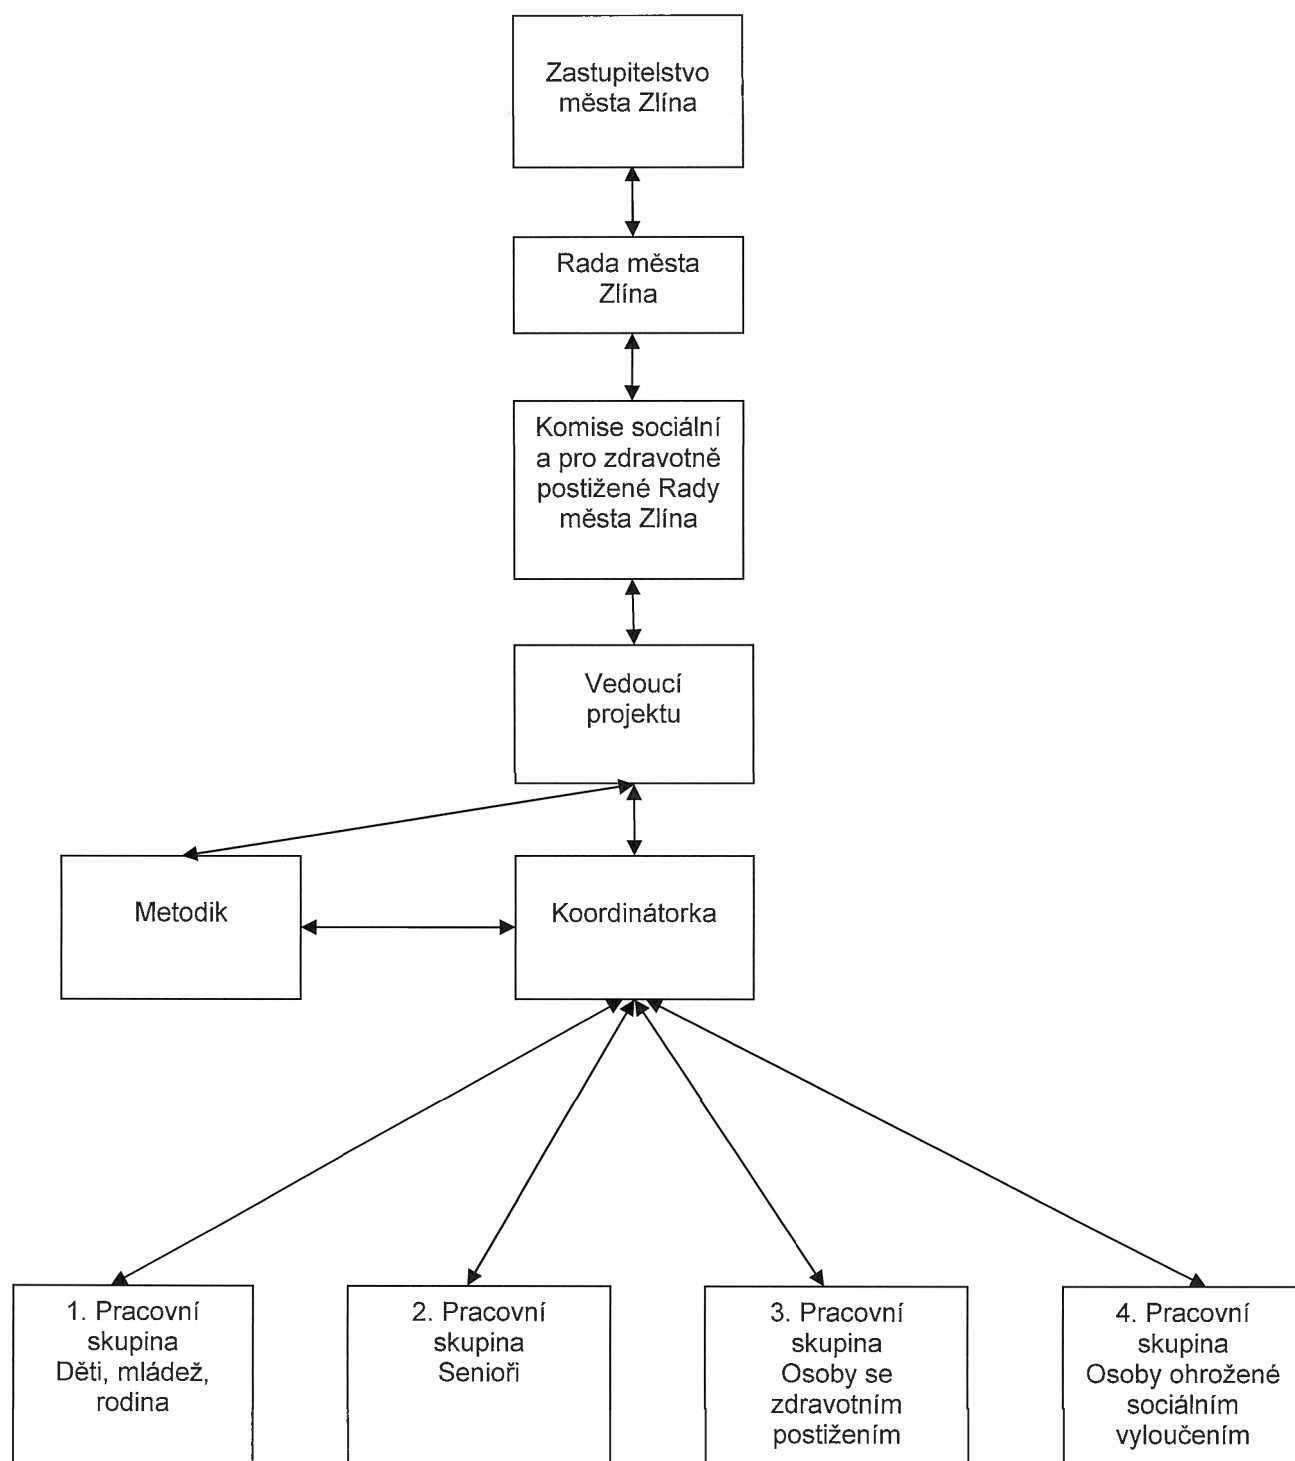 Zastupitelstvo
města Zlína
Rada města
Zlína
Komise sociální
a pro zdravotně
postižené Rady
města Zlína
Vedoucí
projektu
Metodik
Koordinátorka
1. Pracovní
skupina
Děti, mládež,
rodina
2. Pracovní
skupina
Senioři
3. Pracovní
skupina
Osoby se
zdravotním
postižením
4. Pracovní
skupina
Osoby ohrožené
sociálním
vyloučením